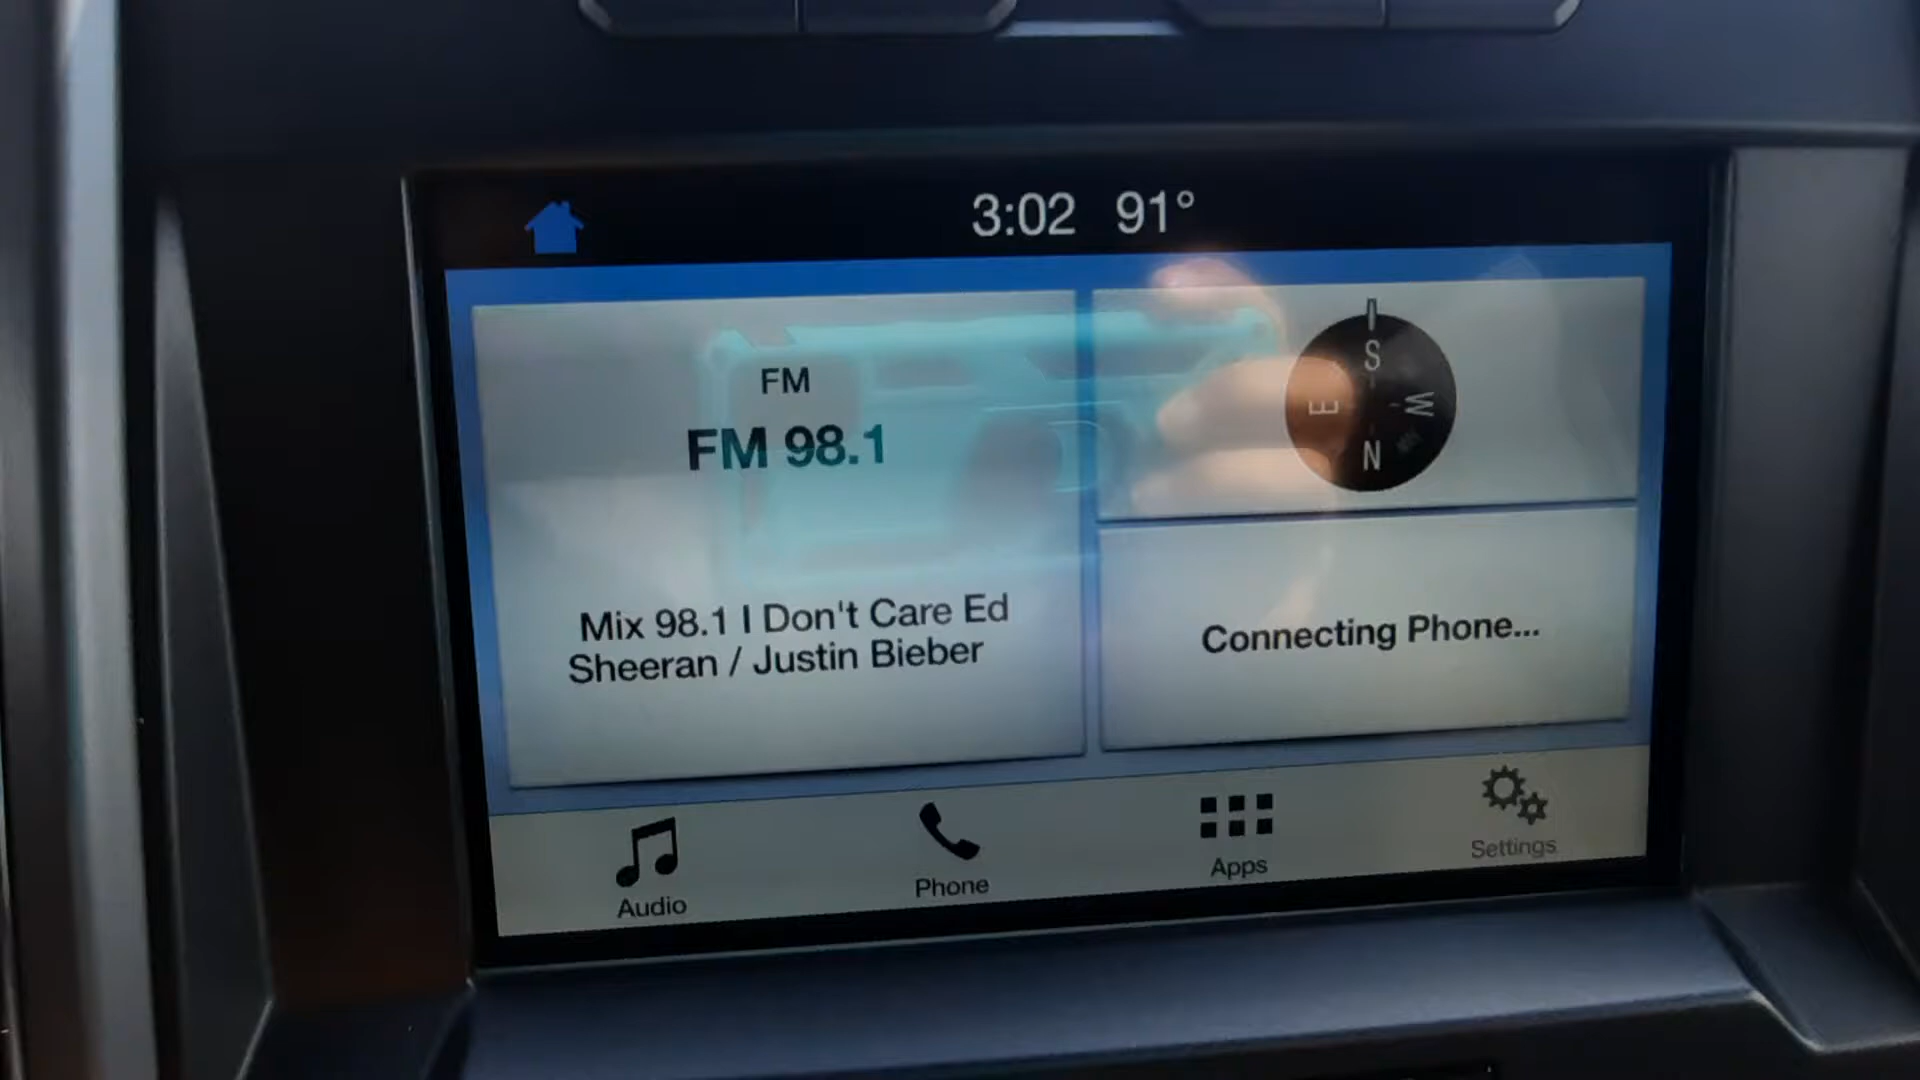 3:02 91°
FM
FM 98.1
Mix 98.1 I Don't Care Ed
Sheeran / Justin Bieber
S
E
W
N
Connecting Phone...
Audio
Phone
Apps
Settings